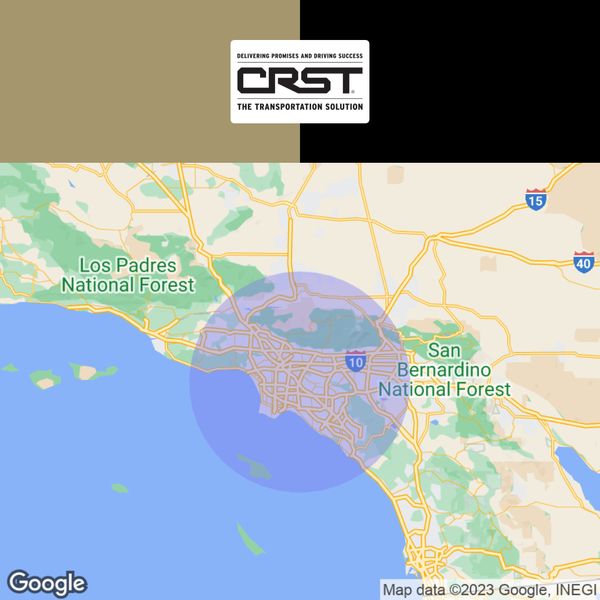 DELIVERING PROMISES AND DRIVING SUCCESS
CRST®
THE TRANSPORTATION SOLUTION
15
40
Los Padres
National Forest
10
San
Bernardino
National Forest
Google
Map data ©2023 Google, INEGI